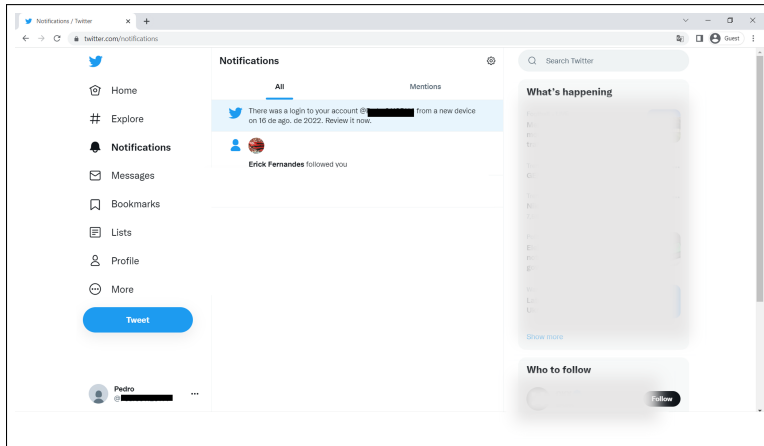 Notifications / Twitter
twitter.com/notifications
Guest
Home
Explore
Notifications
Messages
Bookmarks
Lists
Profile
More
Tweet
Pedro
@
Notifications
All
Mentions
There was a login to your account @ from a new device
on 16 de ago. de 2022. Review it now.
Erick Fernandes followed you
Search Twitter
What's happening
Show more
Who to follow
Follow